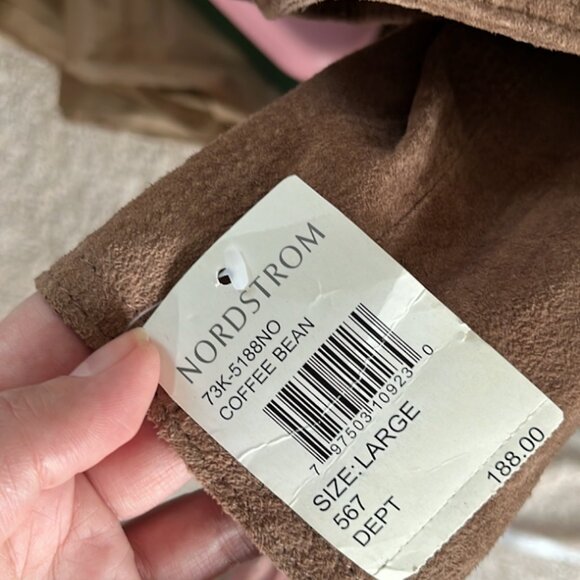 NORDSTROM
73K-5188NO
COFFEE BEAN
7 97503 10923 0
SIZE: LARGE
567
DEPT
188.00